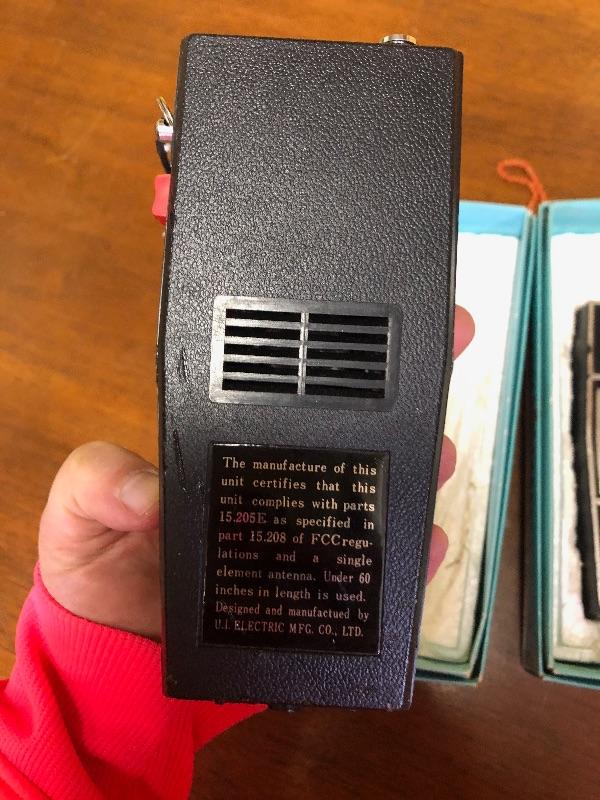 The manufacture of this
unit certifies that this
unit complies with parts
15.205E as specified in
part 15.208 of FCC regu-
lations and a single
element antenna. Under 60
inches in length is used.
Designed and manufactued by
U.I. ELECTRIC MFG. CO., LTD.